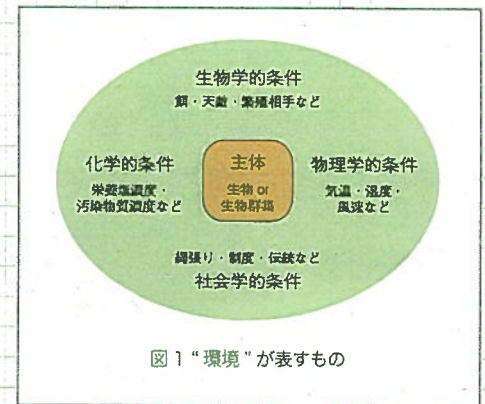 生物学的条件
餌・天敵・繁殖相手など
化学的条件
栄養塩濃度・
汚染物質濃度など
主体
生物 or
生物群集
物理学的条件
気温・湿度・
風速など
縄張り・制度・伝統など
社会学的条件
図1 “環境”が表すもの